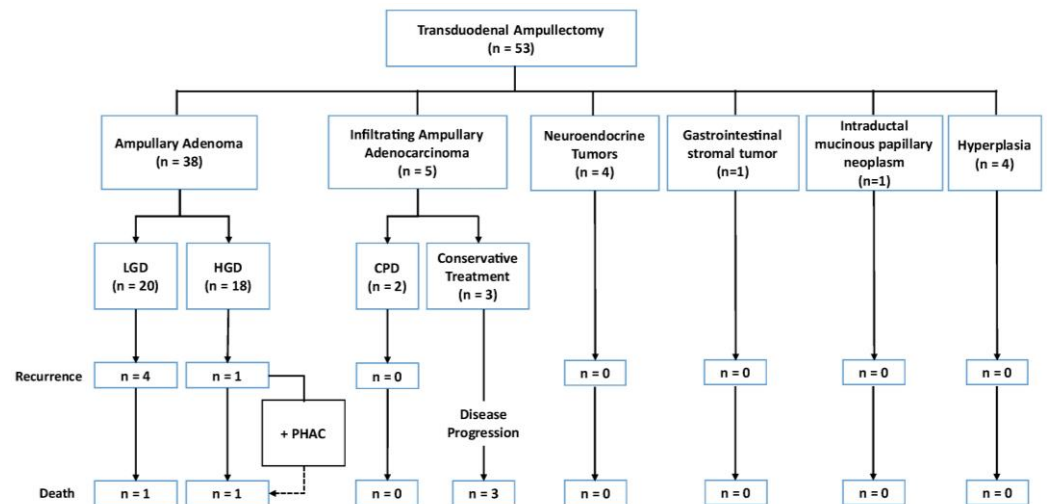 Transduodenal Ampullectomy
(n = 53)
Ampullary Adenoma
(n = 38)
Infiltrating Ampullary
Adenocarcinoma
(n = 5)
Neuroendocrine
Tumors
(n = 4)
Gastrointestinal
stromal tumor
(n=1)
Intraductal
mucinous papillary
neoplasm
(n=1)
Hyperplasia
(n = 4)
LGD
(n = 20)
HGD
(n = 18)
CPD
(n = 2)
Conservative
Treatment
(n = 3)
Recurrence
n = 4
n = 1
n = 0
n = 0
n = 0
n = 0
n = 0
+ PHAC
Disease
Progression
Death
n = 1
n = 1
n = 0
n = 3
n = 0
n = 0
n = 0
n = 0